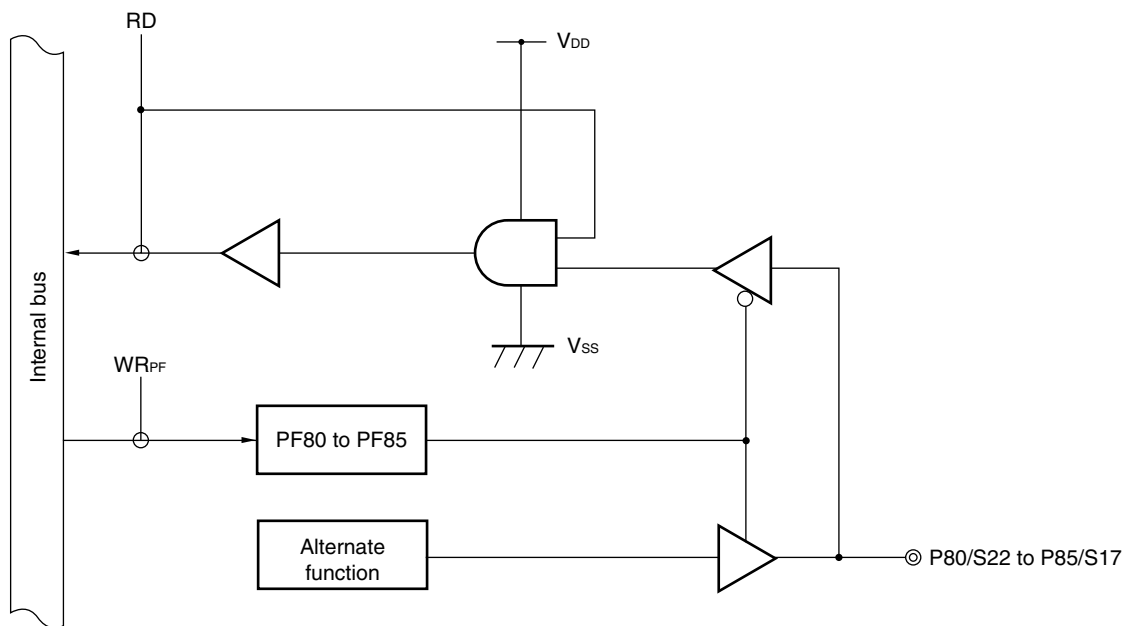 RD
VDD
Internal bus
VSS
WRPF
PF80 to PF85
Alternate
function
P80/S22 to P85/S17